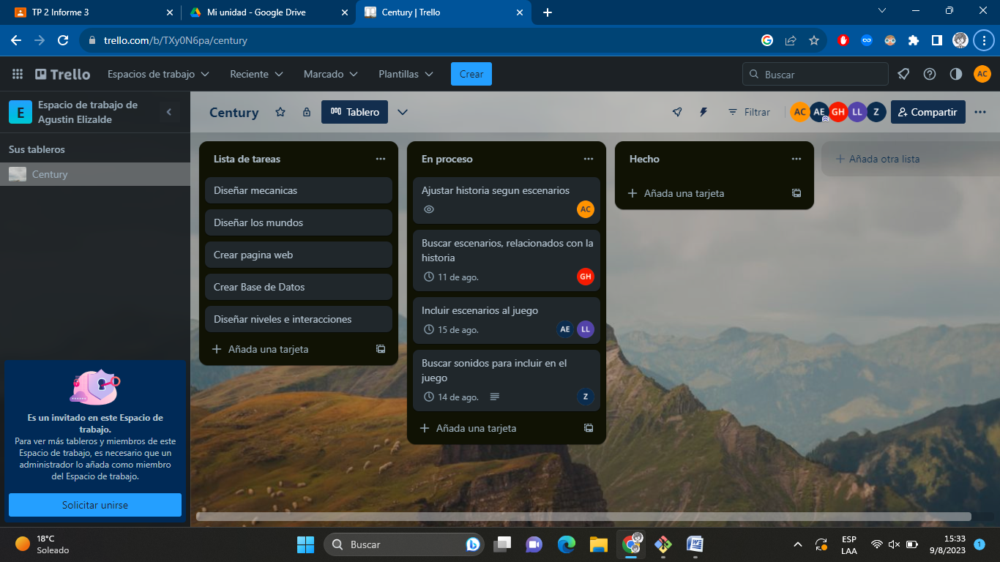 TP 2 Informe 3
Mi unidad - Google Drive
Century | Trello
trello.com/b/TXy0N6pa/century
Trello
Espacios de trabajo
Reciente
Marcado
Plantillas
Crear
Buscar
AC
E
Espacio de trabajo de
Agustin Elizalde
Century
Tablero
Filtrar
AC
AE
GH
LL
Z
Compartir
Sus tableros
Century
Lista de tareas
Diseñar mecanicas
Diseñar los mundos
Crear pagina web
Crear Base de Datos
Diseñar niveles e interacciones
Añada una tarjeta
En proceso
Ajustar historia segun escenarios
AC
Buscar escenarios, relacionados con la
historia
11 de ago.
GH
Incluir escenarios al juego
15 de ago.
AE
LL
Buscar sonidos para incluir en el
juego
14 de ago.
Z
Añada una tarjeta
Hecho
Añada una tarjeta
Añada otra lista
Es un invitado en este Espacio de
trabajo.
Para ver más tableros y miembros de este
Espacio de trabajo, es necesario que un
administrador lo añada como miembro
del Espacio de trabajo.
Solicitar unirse
18°C
Soleado
Buscar
ESP
LAA
15:33
9/8/2023
1